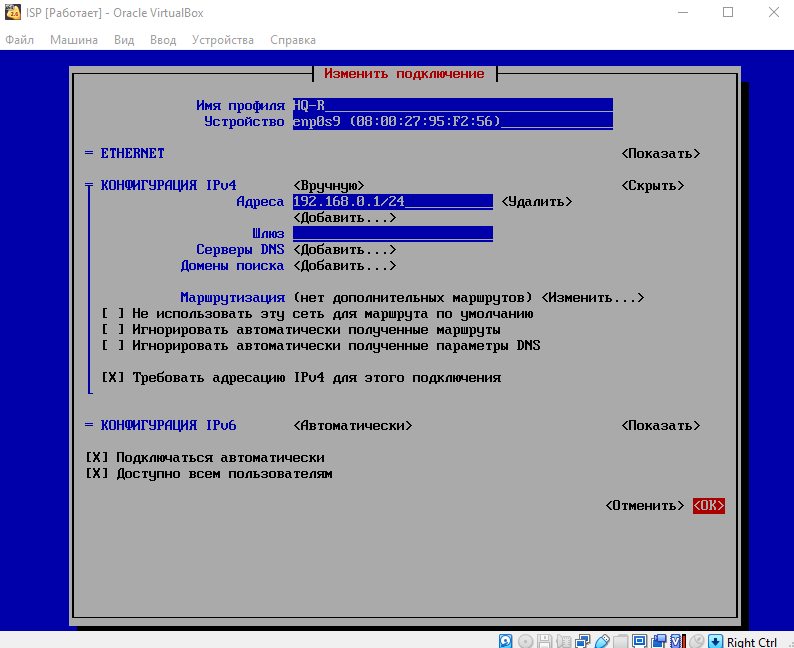 ISP [Работает] - Oracle VirtualBox
Файл Машина Вид Ввод Устройства Справка
Изменить подключение
Имя профиля HQ-R
Устройство enp0s9 (08:00:27:95:F2:56)
= ETHERNET <Показать>
КОНФИГУРАЦИЯ IPv4 <Вручную> <Скрыть>
Адреса 192.168.0.1/24 <Удалить>
<Добавить...>
Шлюз
Серверы DNS <Добавить...>
Домены поиска <Добавить...>
Маршрутизация (нет дополнительных маршрутов) <Изменить...>
[ ] Не использовать эту сеть для маршрута по умолчанию
[ ] Игнорировать автоматически полученные маршруты
[ ] Игнорировать автоматически полученные параметры DNS
[X] Требовать адресацию IPv4 для этого подключения
= КОНФИГУРАЦИЯ IPv6 <Автоматически> <Показать>
[X] Подключаться автоматически
[X] Доступно всем пользователям
<Отменить> <OK>
Right Ctrl